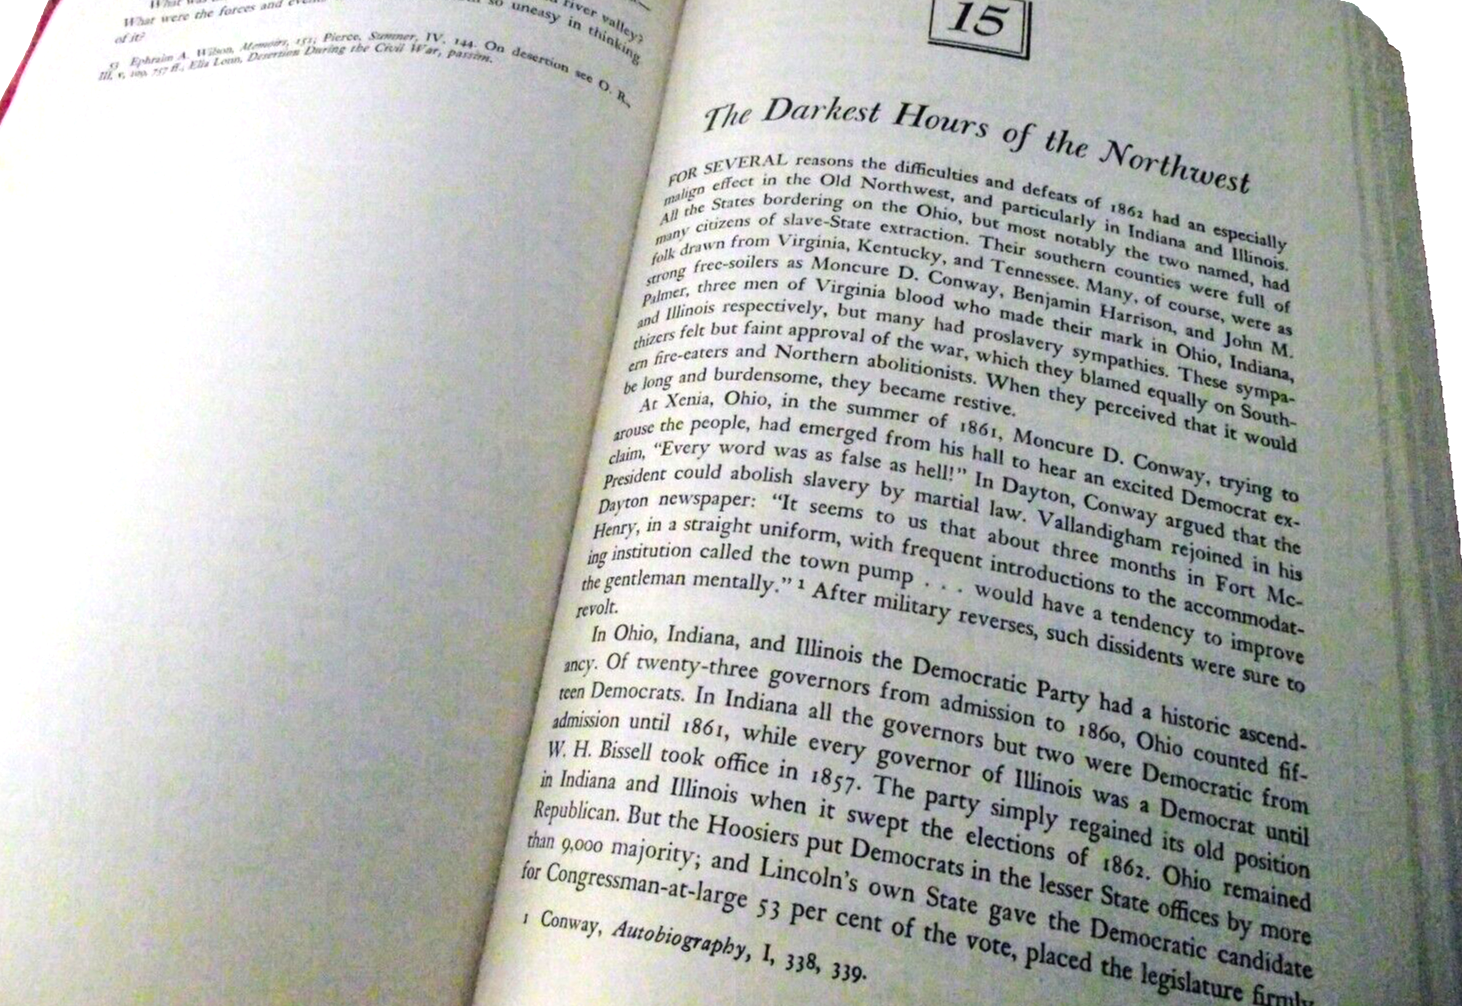 What were the forces and
river valley?
so uneasy in thinking
of it?
53 Ephraim A. Wilson, Memoirs, 151; Pierce, Sumner, IV, 144. On desertion see O. R.,
III, v, 109, 757 ff.; Ella Lonn, Desertion During the Civil War, passim.
15
The Darkest Hours of the Northwest
FOR SEVERAL reasons the difficulties and defeats of 1862 had an especially
malign effect in the Old Northwest, and particularly in Indiana and Illinois.
All the States bordering on the Ohio, but most notably the two named, had
many citizens of slave-State extraction. Their southern counties were full of
folk drawn from Virginia, Kentucky, and Tennessee. Many, of course, were as
strong free-soilers as Moncure D. Conway, Benjamin Harrison, and John M.
Palmer, three men of Virginia blood who made their mark in Ohio, Indiana,
and Illinois respectively, but many had proslavery sympathies. These sympa-
thizers felt but faint approval of the war, which they blamed equally on South-
ern fire-eaters and Northern abolitionists. When they perceived that it would
be long and burdensome, they became restive.
At Xenia, Ohio, in the summer of 1861, Moncure D. Conway, trying to
arouse the people, had emerged from his hall to hear an excited Democrat ex-
claim, "Every word was as false as hell!" In Dayton, Conway argued that the
President could abolish slavery by martial law. Vallandigham rejoined in his
Dayton newspaper: "It seems to us that about three months in Fort Mc-
Henry, in a straight uniform, with frequent introductions to the accommodat-
ing institution called the town pump . . . would have a tendency to improve
the gentleman mentally." 1 After military reverses, such dissidents were sure to
revolt.
In Ohio, Indiana, and Illinois the Democratic Party had a historic ascend-
ancy. Of twenty-three governors from admission to 1860, Ohio counted fif-
teen Democrats. In Indiana all the governors but two were Democratic from
admission until 1861, while every governor of Illinois was a Democrat until
W. H. Bissell took office in 1857. The party simply regained its old position
in Indiana and Illinois when it swept the elections of 1862. Ohio remained
Republican. But the Hoosiers put Democrats in the lesser State offices by more
than 9,000 majority; and Lincoln's own State gave the Democratic candidate
for Congressman-at-large 53 per cent of the vote, placed the legislature firmly
1 Conway, Autobiography, I, 338, 339.